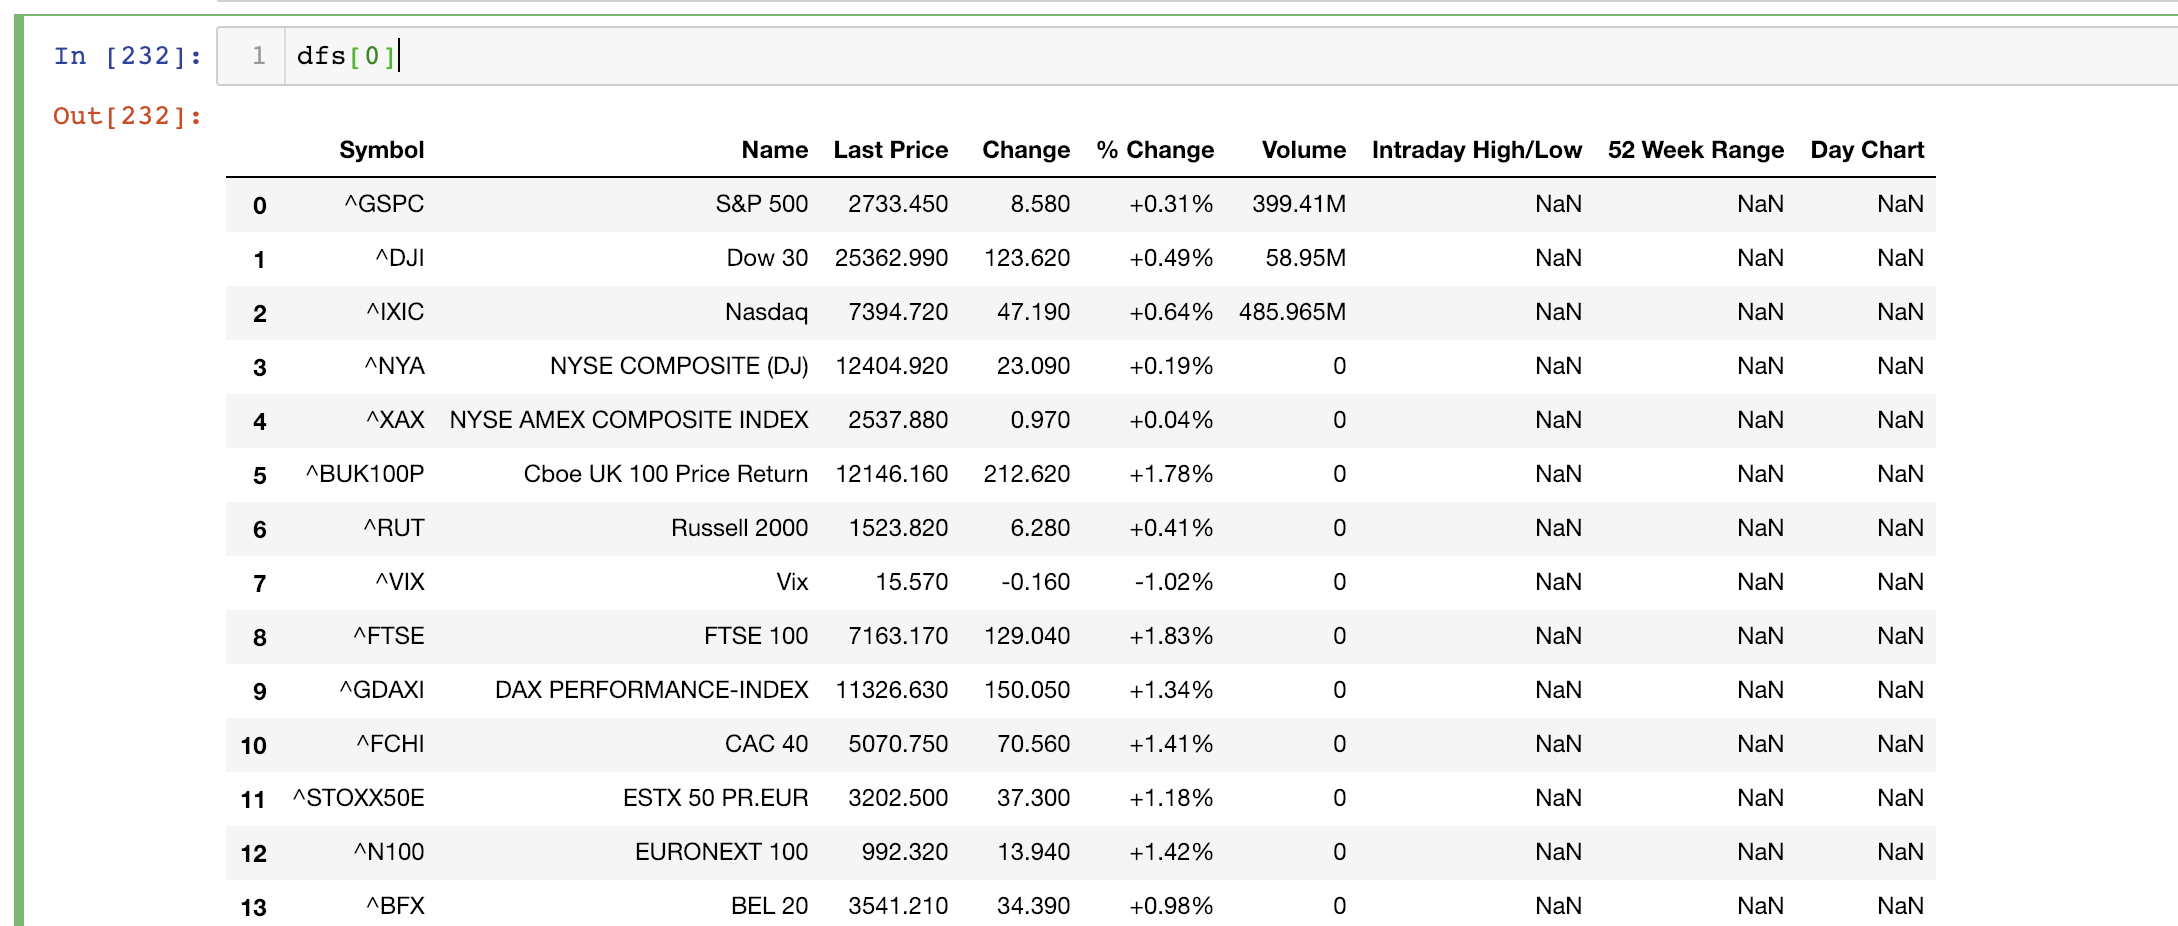 In [232]: 1 dfs[0]
Out[232]:
Symbol Name Last Price Change % Change Volume Intraday High/Low 52 Week Range Day Chart
0 ^GSPC S&P 500 2733.450 8.580 +0.31% 399.41M NaN NaN NaN
1 ^DJI Dow 30 25362.990 123.620 +0.49% 58.95M NaN NaN NaN
2 ^IXIC Nasdaq 7394.720 47.190 +0.64% 485.965M NaN NaN NaN
3 ^NYA NYSE COMPOSITE (DJ) 12404.920 23.090 +0.19% 0 NaN NaN NaN
4 ^XAX NYSE AMEX COMPOSITE INDEX 2537.880 0.970 +0.04% 0 NaN NaN NaN
5 ^BUK100P Cboe UK 100 Price Return 12146.160 212.620 +1.78% 0 NaN NaN NaN
6 ^RUT Russell 2000 1523.820 6.280 +0.41% 0 NaN NaN NaN
7 ^VIX Vix 15.570 -0.160 -1.02% 0 NaN NaN NaN
8 ^FTSE FTSE 100 7163.170 129.040 +1.83% 0 NaN NaN NaN
9 ^GDAXI DAX PERFORMANCE-INDEX 11326.630 150.050 +1.34% 0 NaN NaN NaN
10 ^FCHI CAC 40 5070.750 70.560 +1.41% 0 NaN NaN NaN
11 ^STOXX50E ESTX 50 PR.EUR 3202.500 37.300 +1.18% 0 NaN NaN NaN
12 ^N100 EURONEXT 100 992.320 13.940 +1.42% 0 NaN NaN NaN
13 ^BFX BEL 20 3541.210 34.390 +0.98% 0 NaN NaN NaN